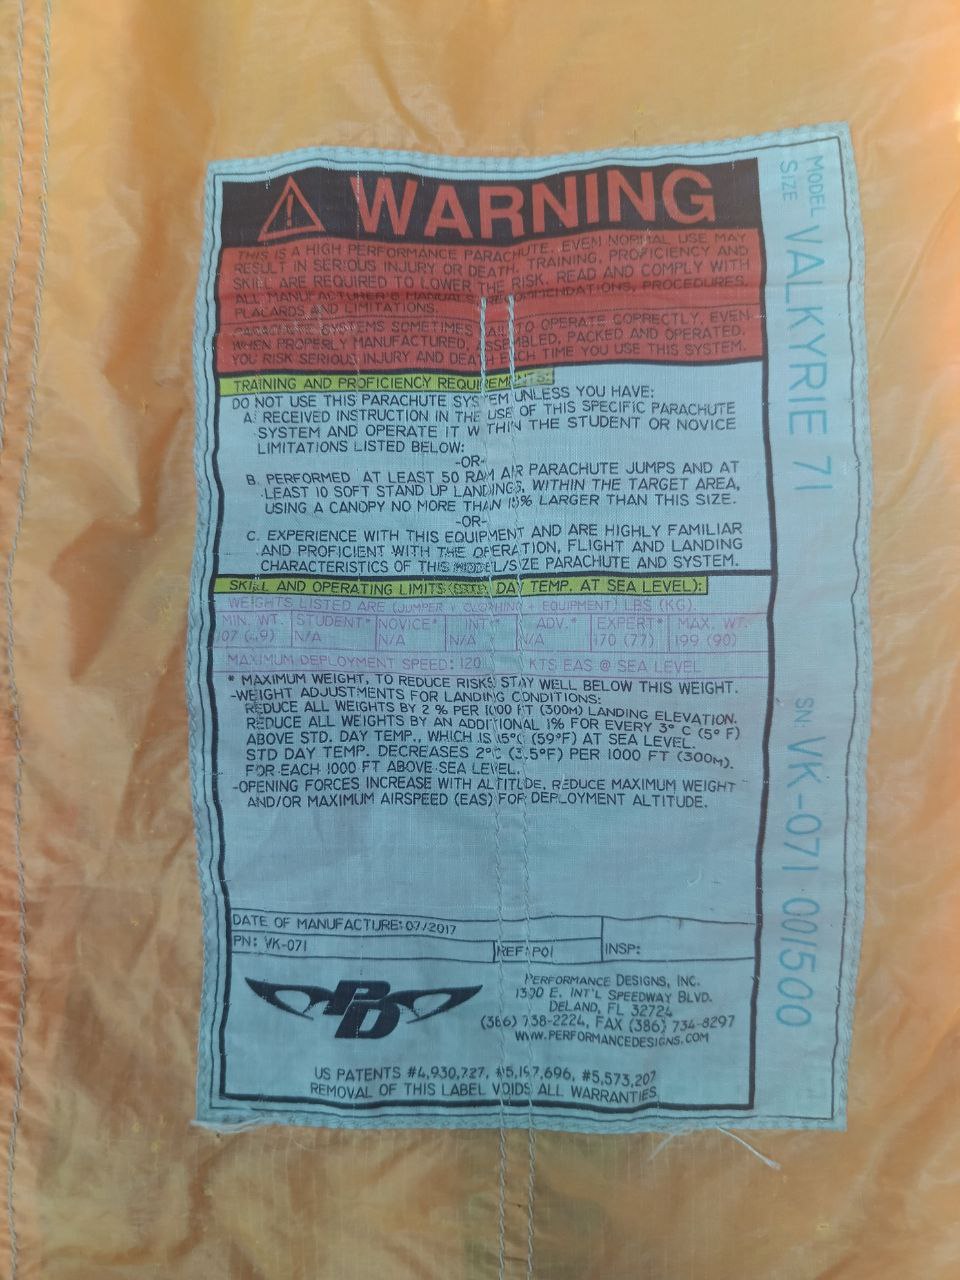 WARNING
THIS IS A HIGH PERFORMANCE PARACHUTE. EVEN NORMAL USE MAY
RESULT IN SERIOUS INJURY OR DEATH. TRAINING, PROFICIENCY AND
SKILL ARE REQUIRED TO LOWER THE RISK. READ AND COMPLY WITH
ALL MANUFACTURER'S MANUALS, RECOMMENDATIONS, PROCEDURES,
PLACARDS AND LIMITATIONS.
PARACHUTE SYSTEMS SOMETIMES FAIL TO OPERATE CORRECTLY, EVEN
WHEN PROPERLY MANUFACTURED, ASSEMBLED, PACKED AND OPERATED.
YOU RISK SERIOUS INJURY AND DEATH EACH TIME YOU USE THIS SYSTEM.
TRAINING AND PROFICIENCY REQUIREMENTS:
DO NOT USE THIS PARACHUTE SYSTEM UNLESS YOU HAVE:
A. RECEIVED INSTRUCTION IN THE USE OF THIS SPECIFIC PARACHUTE
SYSTEM AND OPERATE IT WITHIN THE STUDENT OR NOVICE
LIMITATIONS LISTED BELOW:
-OR-
B. PERFORMED AT LEAST 50 RAM AIR PARACHUTE JUMPS AND AT
LEAST 10 SOFT STAND UP LANDINGS, WITHIN THE TARGET AREA,
USING A CANOPY NO MORE THAN 15% LARGER THAN THIS SIZE.
-OR-
C. EXPERIENCE WITH THIS EQUIPMENT AND ARE HIGHLY FAMILIAR
AND PROFICIENT WITH THE OPERATION, FLIGHT AND LANDING
CHARACTERISTICS OF THIS MODEL/SIZE PARACHUTE AND SYSTEM.
SKILL AND OPERATING LIMITS (STD. DAY TEMP. AT SEA LEVEL):
WEIGHTS LISTED ARE (JUMPER + CLOTHING + EQUIPMENT) LBS (KG).
MIN. WT. STUDENT* NOVICE* INT* ADV.* EXPERT* MAX. WT.
107 (49) N/A N/A N/A N/A 170 (77) 199 (90)
MAXIMUM DEPLOYMENT SPEED: 120 KTS EAS @ SEA LEVEL
* MAXIMUM WEIGHT, TO REDUCE RISKS STAY WELL BELOW THIS WEIGHT.
-WEIGHT ADJUSTMENTS FOR LANDING CONDITIONS:
REDUCE ALL WEIGHTS BY 2 % PER 1000 FT (300M) LANDING ELEVATION.
REDUCE ALL WEIGHTS BY AN ADDITIONAL 1% FOR EVERY 3° C (5° F)
ABOVE STD. DAY TEMP., WHICH IS 15°C (59°F) AT SEA LEVEL.
STD DAY TEMP. DECREASES 2°C (3.5°F) PER 1000 FT (300M).
FOR EACH 1000 FT ABOVE SEA LEVEL.
-OPENING FORCES INCREASE WITH ALTITUDE, REDUCE MAXIMUM WEIGHT
AND/OR MAXIMUM AIRSPEED (EAS) FOR DEPLOYMENT ALTITUDE.
DATE OF MANUFACTURE: 07/2017
PN: VK-071 REF: PO1 INSP:
PD
PERFORMANCE DESIGNS, INC.
1300 E. INT'L SPEEDWAY BLVD.
DELAND, FL 32724
(386) 738-2224, FAX (386) 734-8297
WWW.PERFORMANCEDESIGNS.COM
US PATENTS #4,930,727, #5,197,696, #5,573,207
REMOVAL OF THIS LABEL VOIDS ALL WARRANTIES
MODEL
SIZE VALKYRIE 71
SN: VK-071 00/500